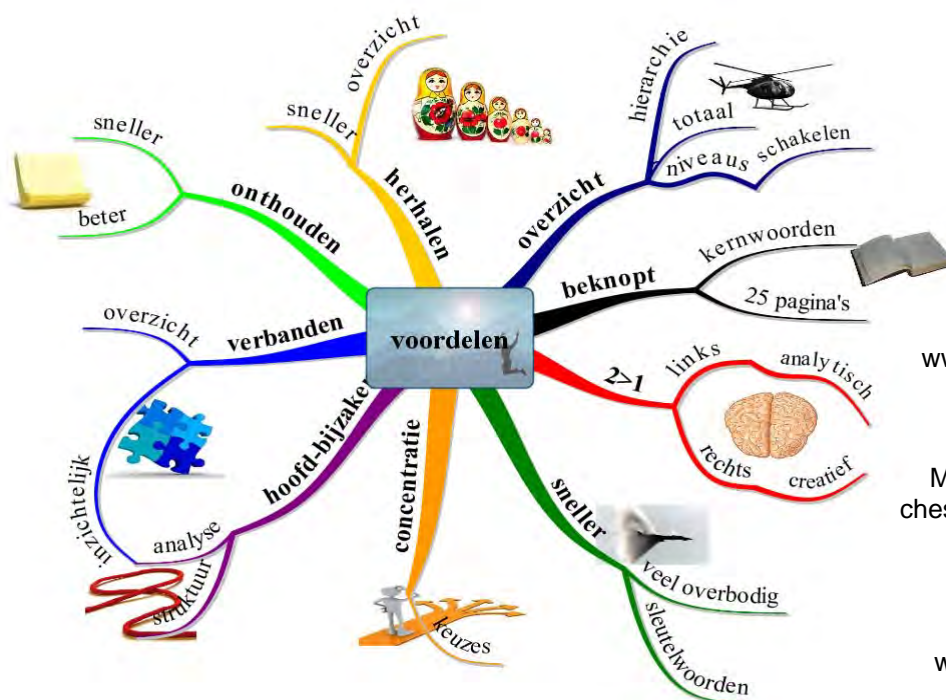 voordelen
overzicht
hierarchie
totaal
niveaus
schakelen
beknopt
kernwoorden
25 pagina's
2>1
links
analytisch
rechts
creatief
sneller
veel overbodig
sleutelwoorden
concentratie
keuzes
hoofd-bijzaken
analyse
struktuur
verbanden
overzicht
inzichtelijk
onthouden
sneller
beter
herhalen
sneller
overzicht